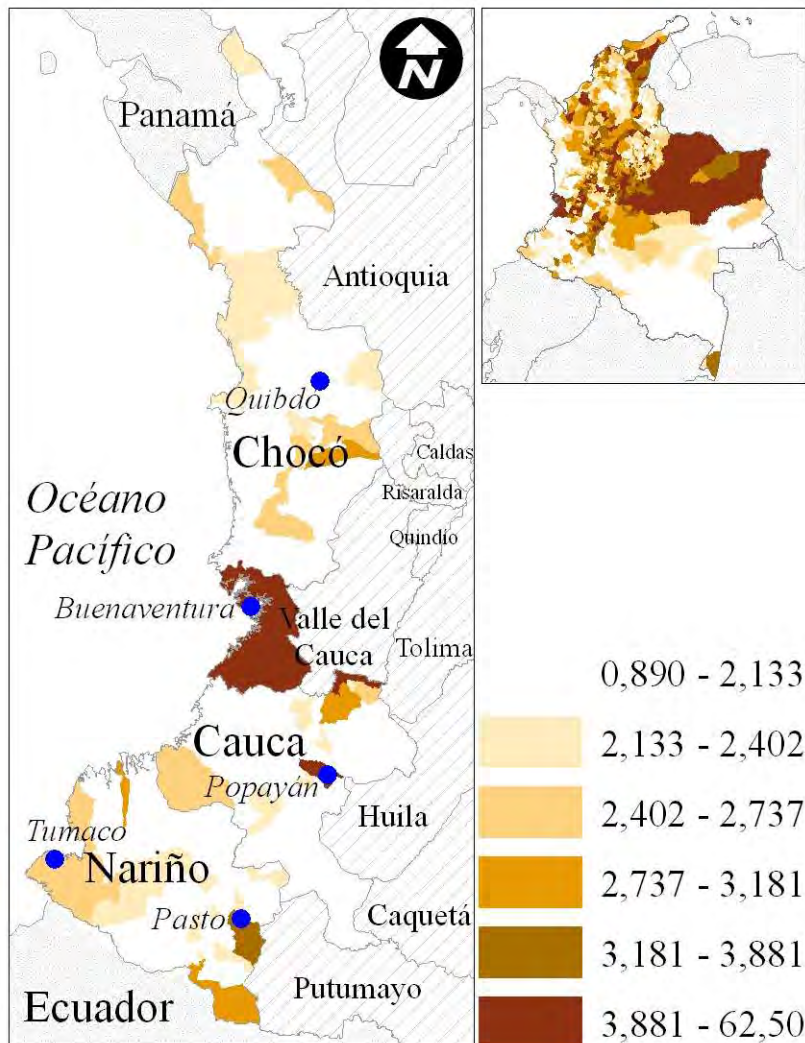 N
Panamá
Antioquia
Quibdo
Chocó
Caldas
Risaralda
Quindío
Océano
Pacífico
Buenaventura
Valle del
Cauca
Tolima
Cauca
Popayán
Huila
Tumaco
Nariño
Pasto
Caquetá
Putumayo
Ecuador
0,890 - 2,133
2,133 - 2,402
2,402 - 2,737
2,737 - 3,181
3,181 - 3,881
3,881 - 62,50